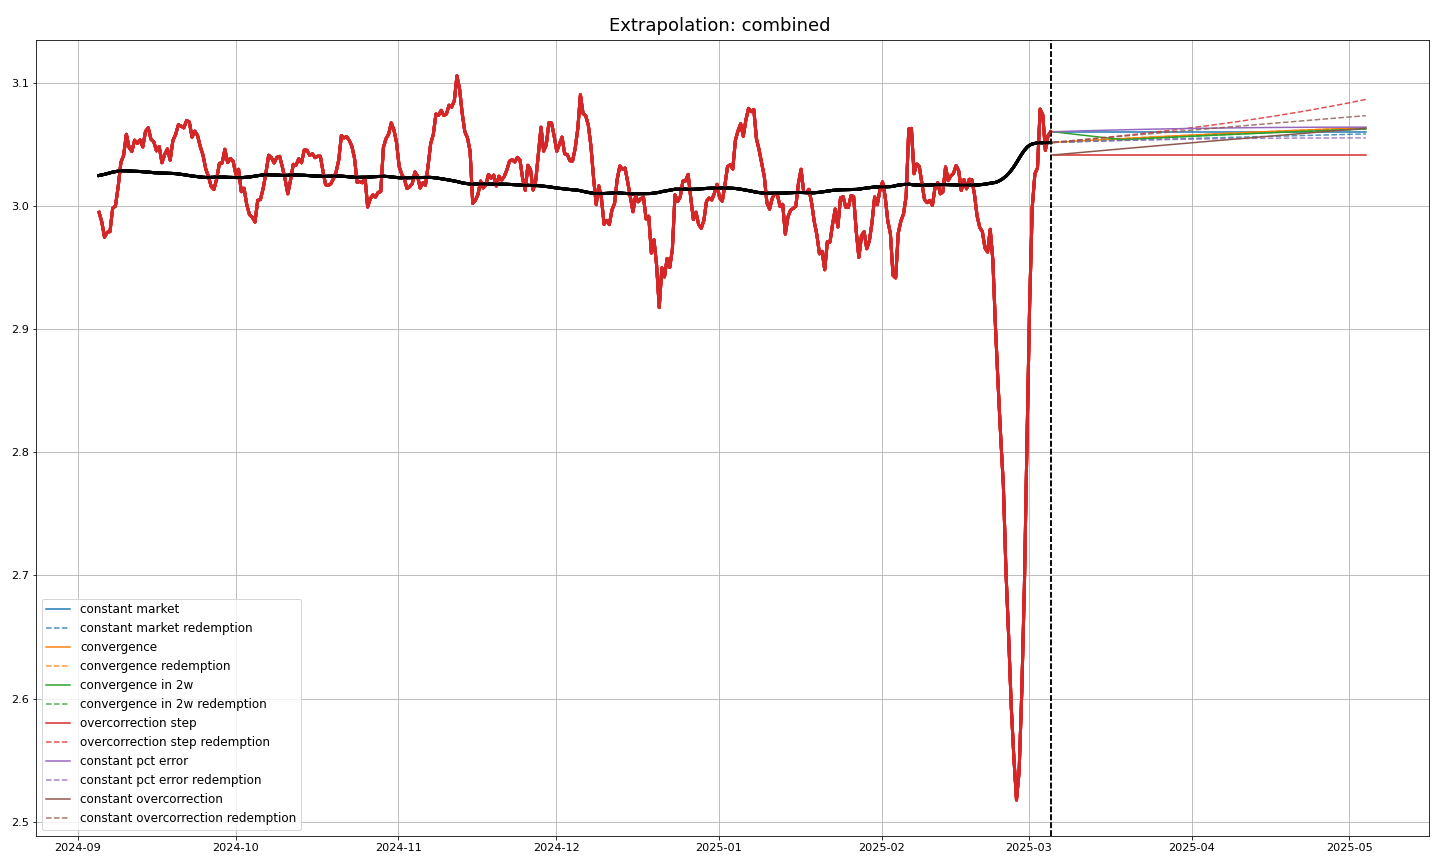 Extrapolation: combined
3.1
3.0
2.9
2.8
2.7
2.6
2.5
constant market
constant market redemption
convergence
convergence redemption
convergence in 2w
convergence in 2w redemption
overcorrection step
overcorrection step redemption
constant pct error
constant pct error redemption
constant overcorrection
constant overcorrection redemption
2024-09 2024-10 2024-11 2024-12 2025-01 2025-02 2025-03 2025-04 2025-05